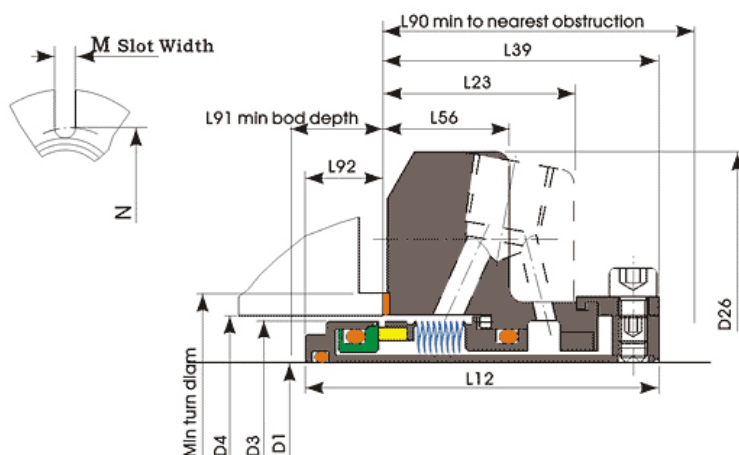 L90 min to nearest obstruction
M Slot Width
L39
L23
L91 min bod depth
L56
L92
N
D26
L12
Min turn diam
D4
D3
D1